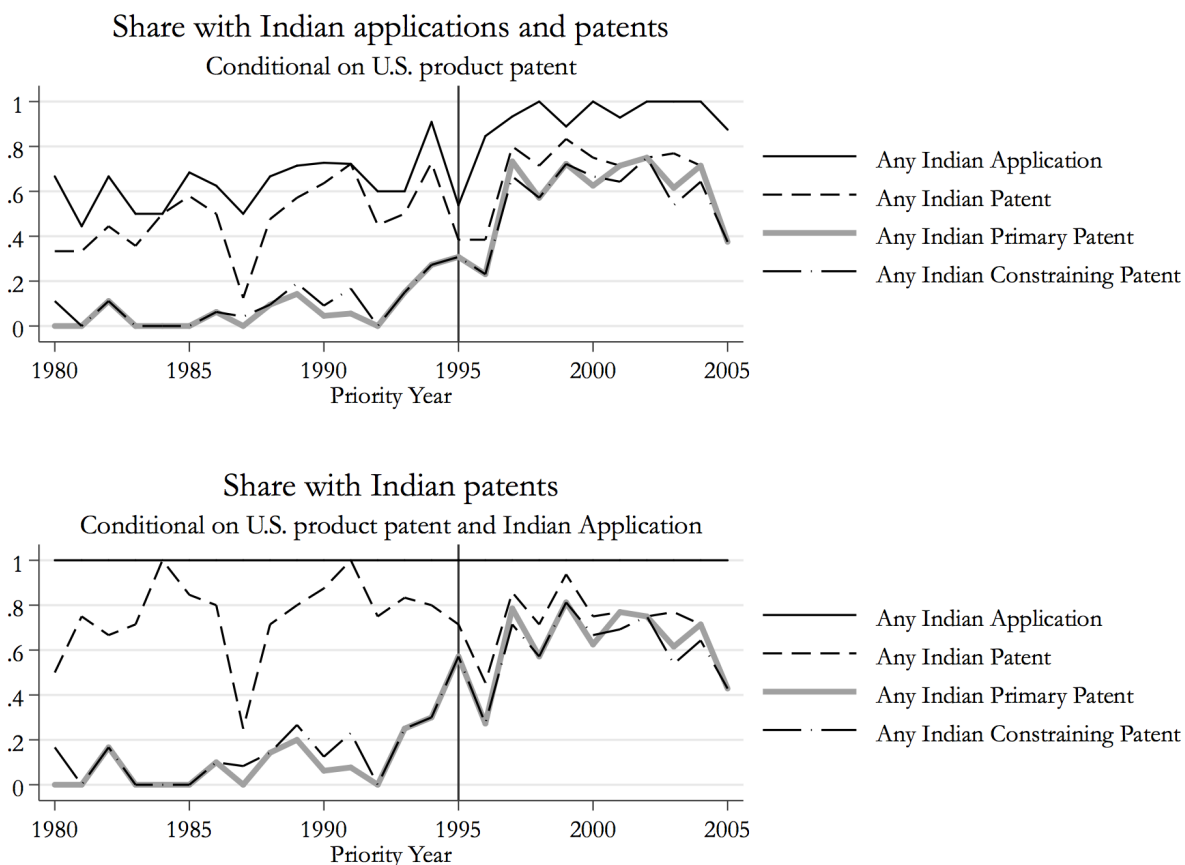 Share with Indian applications and patents
Conditional on U.S. product patent
1
.8
.6
.4
.2
0
1980 1985 1990 1995 2000 2005
Priority Year
Any Indian Application
Any Indian Patent
Any Indian Primary Patent
Any Indian Constraining Patent
Share with Indian patents
Conditional on U.S. product patent and Indian Application
1
.8
.6
.4
.2
0
1980 1985 1990 1995 2000 2005
Priority Year
Any Indian Application
Any Indian Patent
Any Indian Primary Patent
Any Indian Constraining Patent